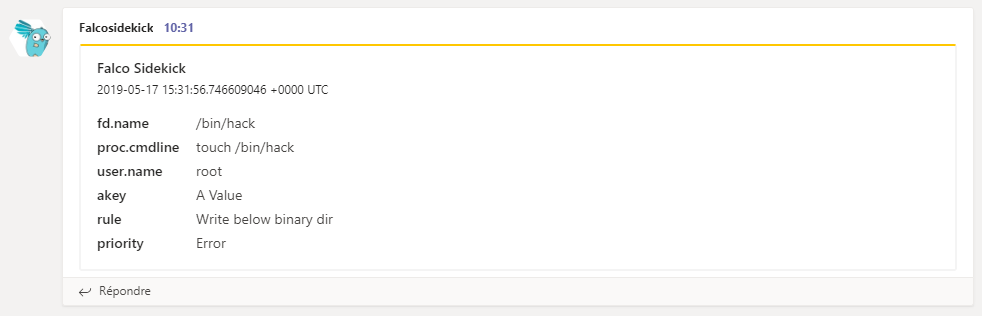 Falcosidekick 10:31
Falco Sidekick
2019-05-17 15:31:56.746609046 +0000 UTC
fd.name /bin/hack
proc.cmdline touch /bin/hack
user.name root
akey A Value
rule Write below binary dir
priority Error
Répondre